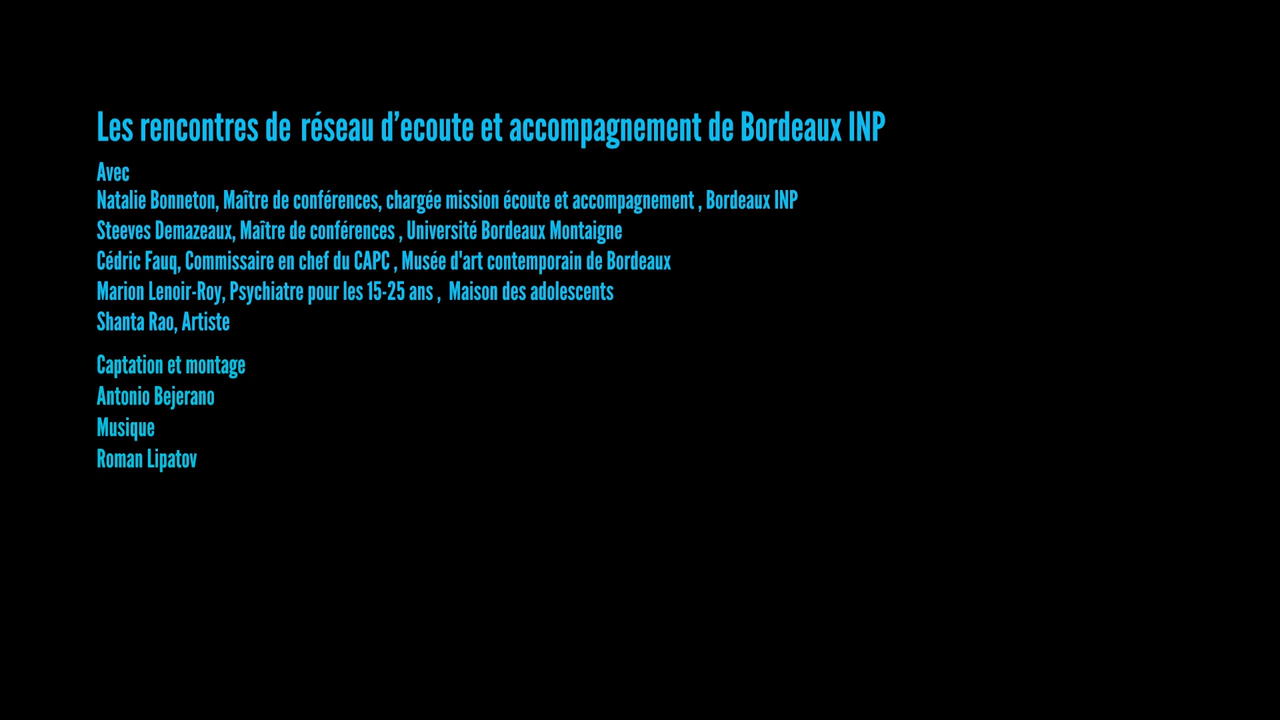 Les rencontres de réseau d’ecoute et accompagnement de Bordeaux INP
Avec
Natalie Bonneton, Maître de conférences, chargée mission écoute et accompagnement , Bordeaux INP
Steeves Demazeaux, Maître de conférences , Université Bordeaux Montaigne
Cédric Fauq, Commissaire en chef du CAPC , Musée d'art contemporain de Bordeaux
Marion Lenoir-Roy, Psychiatre pour les 15-25 ans , Maison des adolescents
Shanta Rao, Artiste
Captation et montage
Antonio Bejerano
Musique
Roman Lipatov